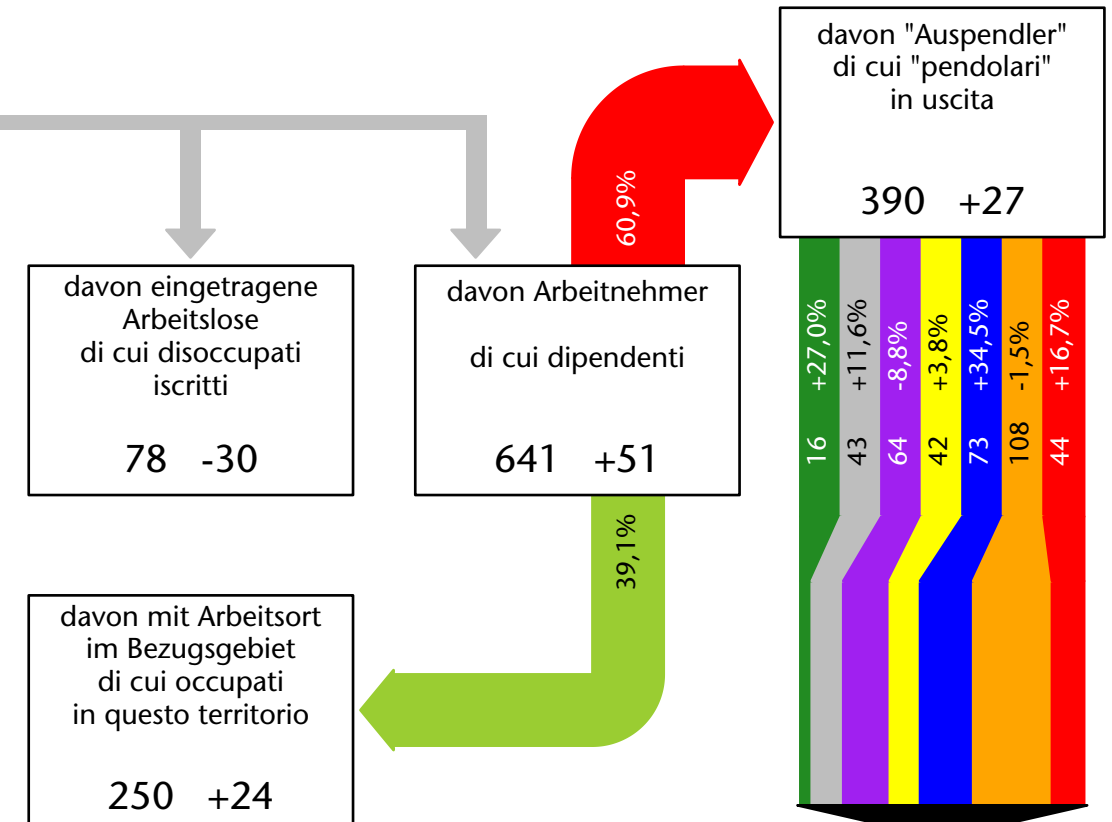 davon "Auspendler"
di cui "pendolari"
in uscita
390 +27
60,9%
davon eingetragene
Arbeitslose
di cui disoccupati
iscritti
78 -30
davon Arbeitnehmer
di cui dipendenti
641 +51
16 +27,0%
43 +11,6%
64 -8,8%
42 +3,8%
73 +34,5%
108 -1,5%
44 +16,7%
39,1%
davon mit Arbeitsort
im Bezugsgebiet
di cui occupati
in questo territorio
250 +24